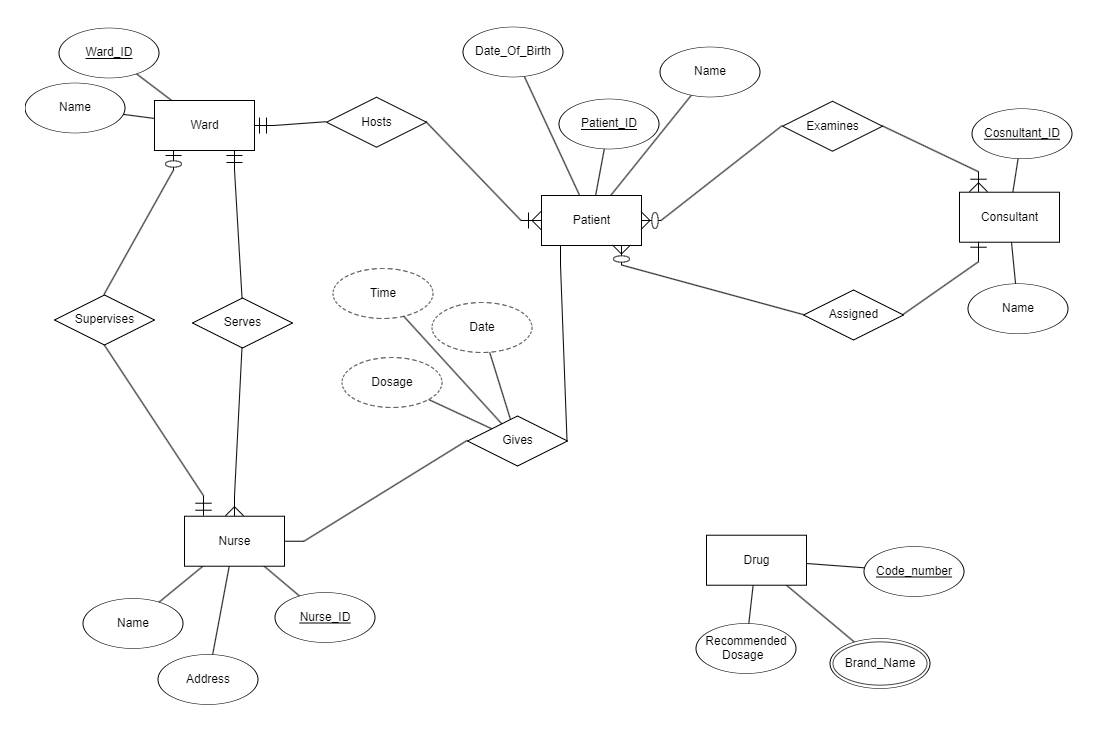 Ward_ID
Date_Of_Birth
Name
Name
Patient_ID
Ward
Hosts
Examines
Cosnultant_ID
Patient
Consultant
Time
Name
Supervises
Serves
Date
Assigned
Dosage
Gives
Nurse
Drug
Code_number
Name
Nurse_ID
Recommended
Dosage
Brand_Name
Address